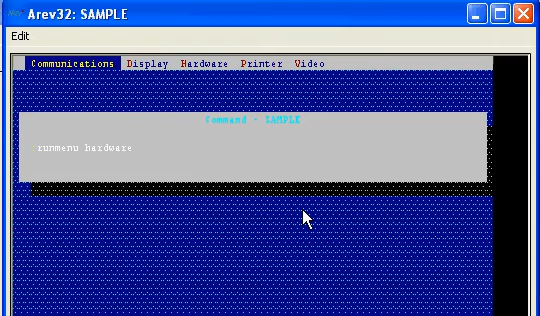 Arev32: SAMPLE
Edit
Communications Display Hardware Printer Video
Command - SAMPLE
:runmenu hardware